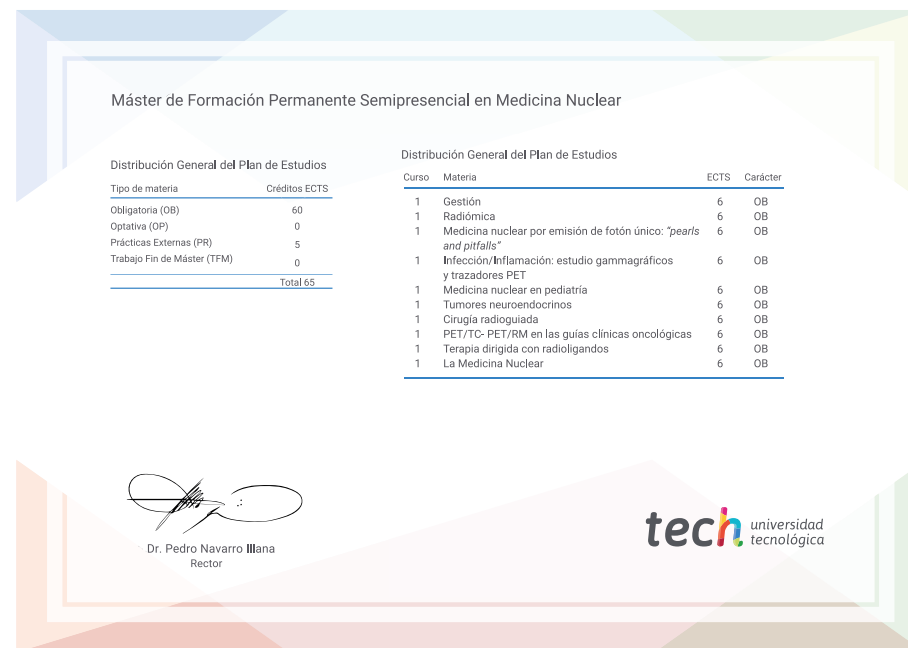 Máster de Formación Permanente Semipresencial en Medicina Nuclear
Distribución General del Plan de Estudios
Tipo de materia Créditos ECTS
Obligatoria (OB) 60
Optativa (OP) 0
Prácticas Externas (PR) 5
Trabajo Fin de Máster (TFM) 0
Total 65
Distribución General del Plan de Estudios
Curso Materia ECTS Carácter
1 Gestión 6 OB
1 Radiómica 6 OB
1 Medicina nuclear por emisión de fotón único: “pearls 6 OB
and pitfalls”
1 Infección/Inflamación: estudio gammagráficos 6 OB
y trazadores PET
1 Medicina nuclear en pediatría 6 OB
1 Tumores neuroendocrinos 6 OB
1 Cirugía radioguiada 6 OB
1 PET/TC- PET/RM en las guías clínicas oncológicas 6 OB
1 Terapia dirigida con radioligandos 6 OB
1 La Medicina Nuclear 6 OB
Dr. Pedro Navarro Illana
Rector
tech universidad
tecnológica